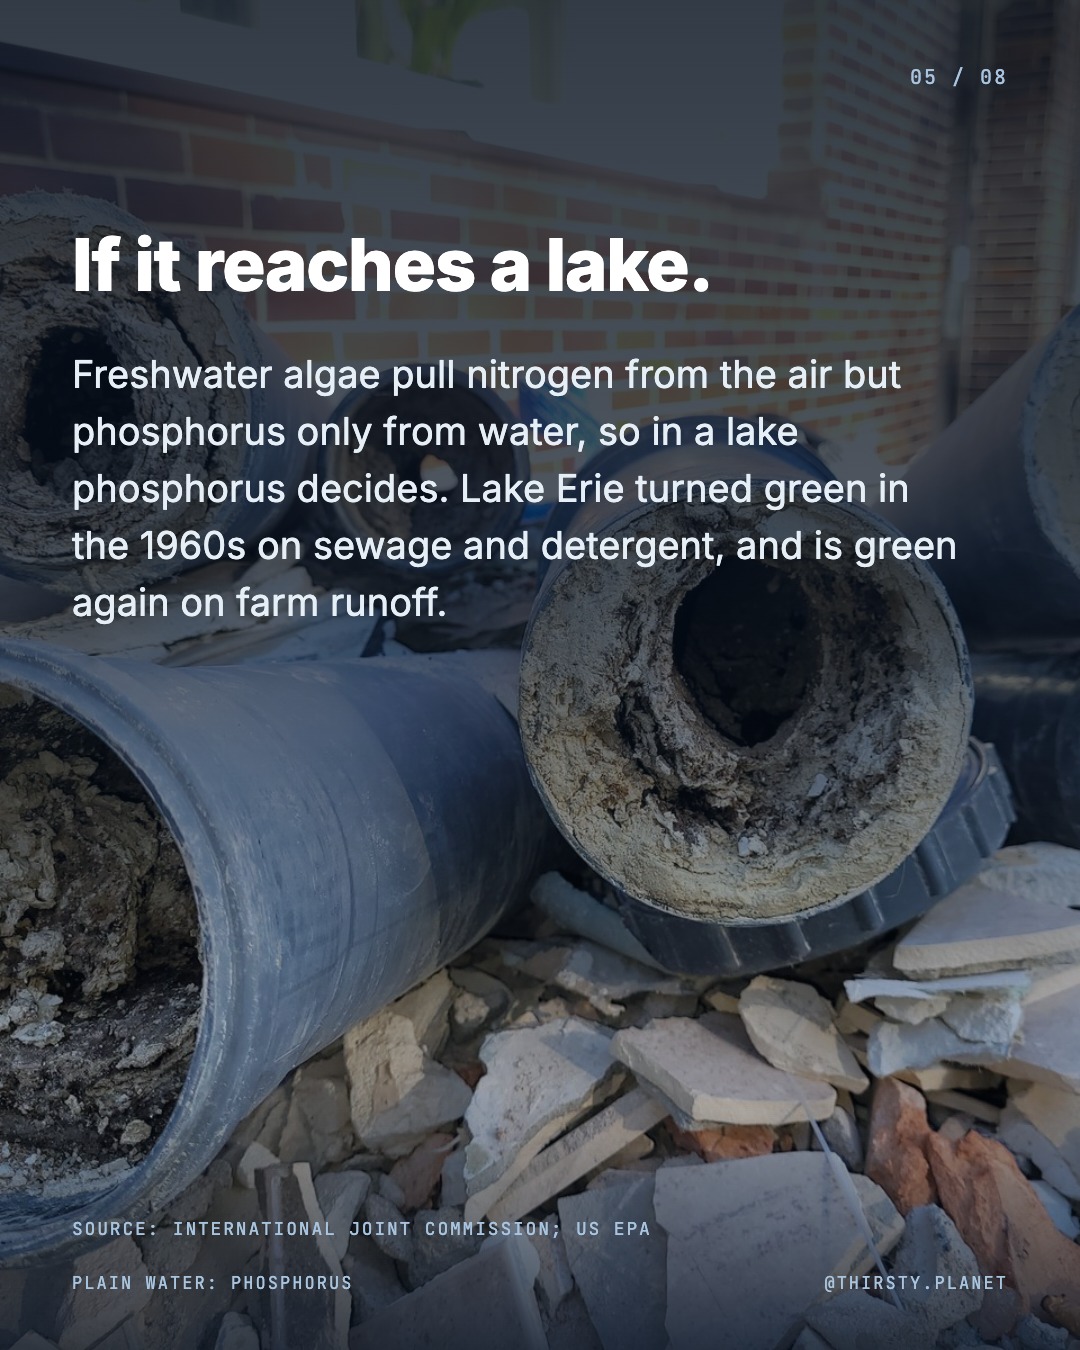 05 / 08
If it reaches a lake.
Freshwater algae pull nitrogen from the air but
phosphorus only from water, so in a lake
phosphorus decides. Lake Erie turned green in
the 1960s on sewage and detergent, and is green
again on farm runoff.
SOURCE: INTERNATIONAL JOINT COMMISSION; US EPA
PLAIN WATER: PHOSPHORUS
@THIRSTY.PLANET